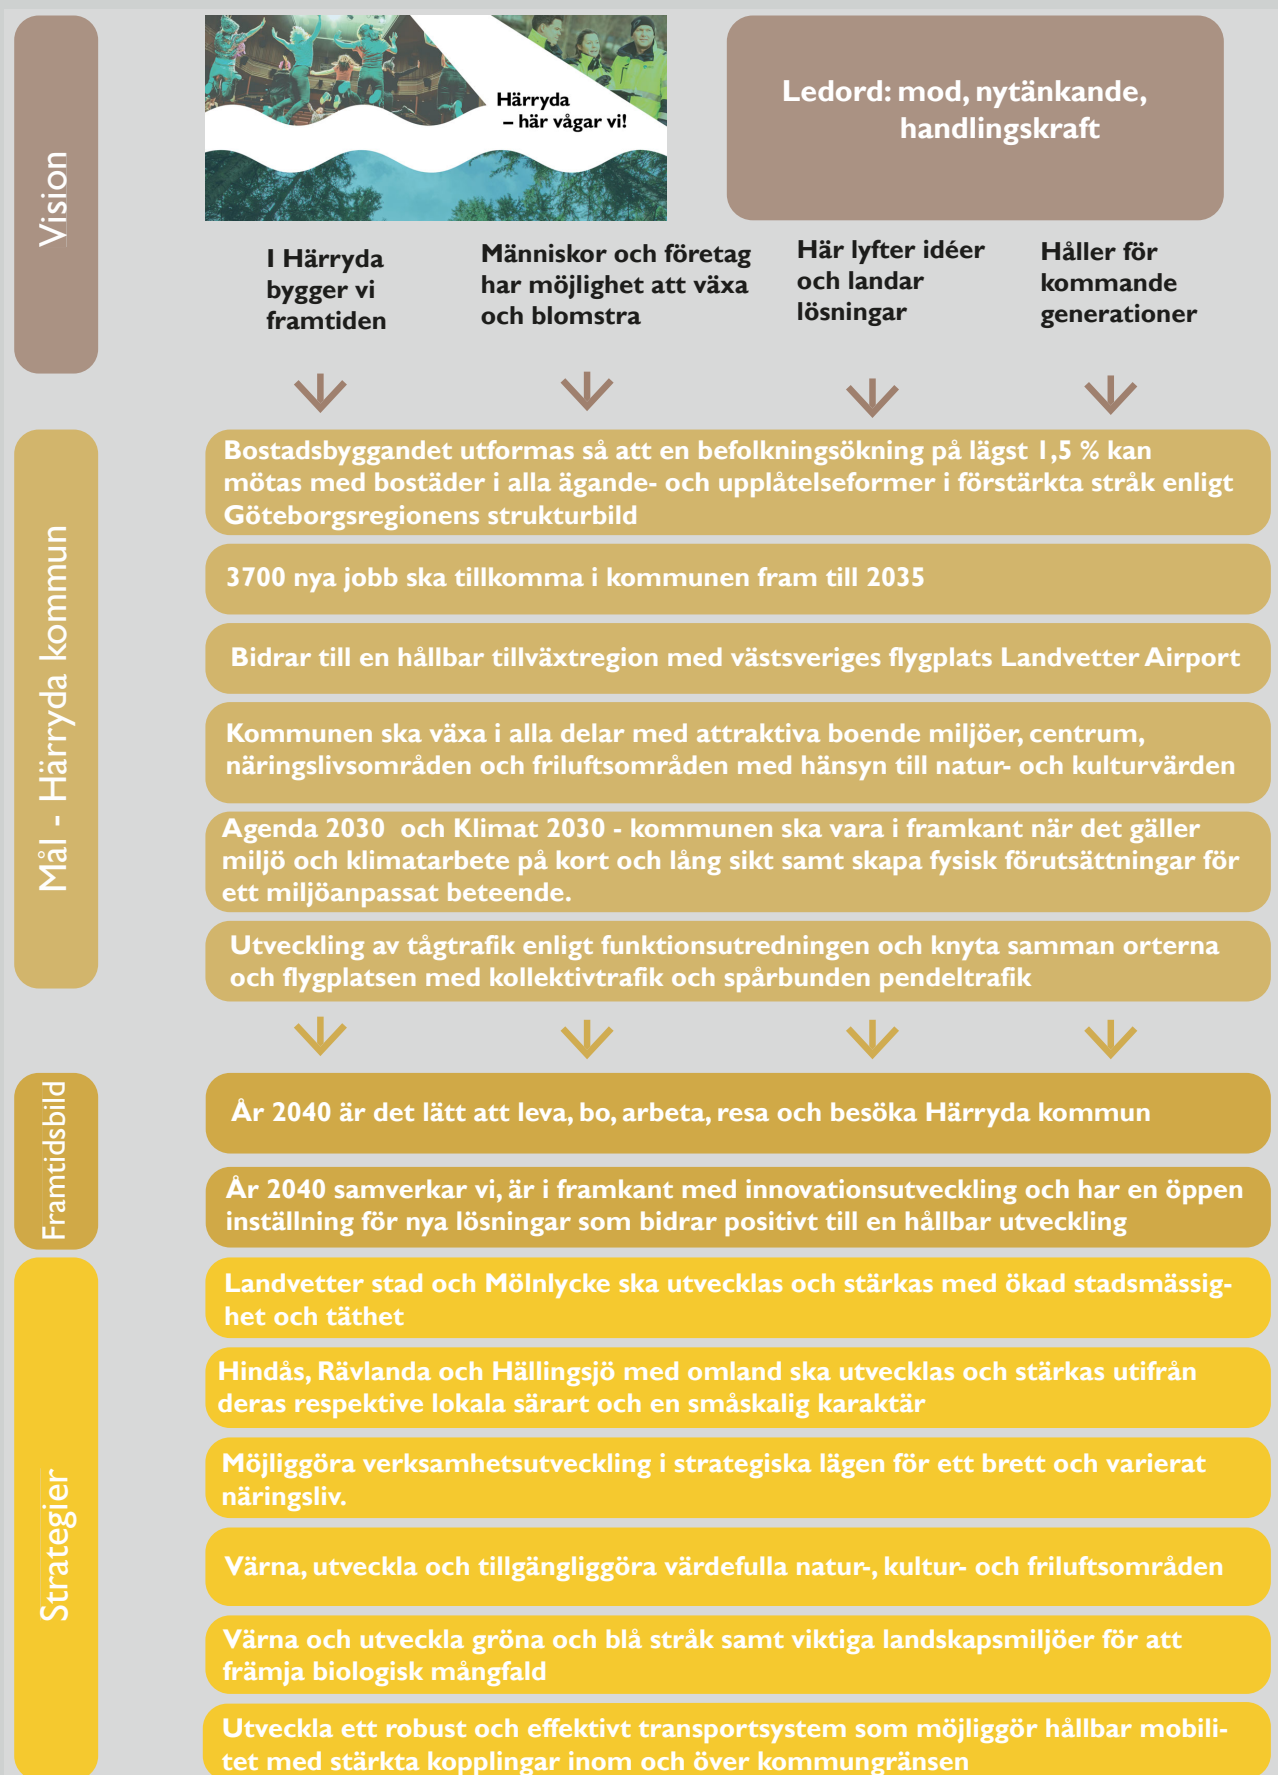 Vision
Härryda
– här vågar vi!
Ledord: mod, nytänkande,
handlingskraft
I Härryda
bygger vi
framtiden
Människor och företag
har möjlighet att växa
och blomstra
Här lyfter idéer
och landar
lösningar
Håller för
kommande
generationer
Mål - Härryda kommun
Bostadsbyggandet utformas så att en befolkningsökning på lägst 1,5 % kan
mötas med bostäder i alla ägande- och upplåtelseformer i förstärkta stråk enligt
Göteborgsregionens strukturbild
3700 nya jobb ska tillkomma i kommunen fram till 2035
Bidrar till en hållbar tillväxtregion med västsveriges flygplats Landvetter Airport
Kommunen ska växa i alla delar med attraktiva boende miljöer, centrum,
näringslivsområden och friluftsområden med hänsyn till natur- och kulturvärden
Agenda 2030 och Klimat 2030 - kommunen ska vara i framkant när det gäller
miljö och klimatarbete på kort och lång sikt samt skapa fysisk förutsättningar för
ett miljöanpassat beteende.
Utveckling av tågtrafik enligt funktionsutredningen och knyta samman orterna
och flygplatsen med kollektivtrafik och spårbunden pendeltrafik
Framtidsbild
År 2040 är det lätt att leva, bo, arbeta, resa och besöka Härryda kommun
År 2040 samverkar vi, är i framkant med innovationsutveckling och har en öppen
inställning för nya lösningar som bidrar positivt till en hållbar utveckling
Strategier
Landvetter stad och Mölnlycke ska utvecklas och stärkas med ökad stadsmässig-
het och täthet
Hindås, Rävlanda och Hällingsjö med omland ska utvecklas och stärkas utifrån
deras respektive lokala särart och en småskalig karaktär
Möjliggöra verksamhetsutveckling i strategiska lägen för ett brett och varierat
näringsliv.
Värna, utveckla och tillgängliggöra värdefulla natur-, kultur- och friluftsområden
Värna och utveckla gröna och blå stråk samt viktiga landskapsmiljöer för att
främja biologisk mångfald
Utveckla ett robust och effektivt transportsystem som möjliggör hållbar mobili-
tet med stärkta kopplingar inom och över kommungränsen